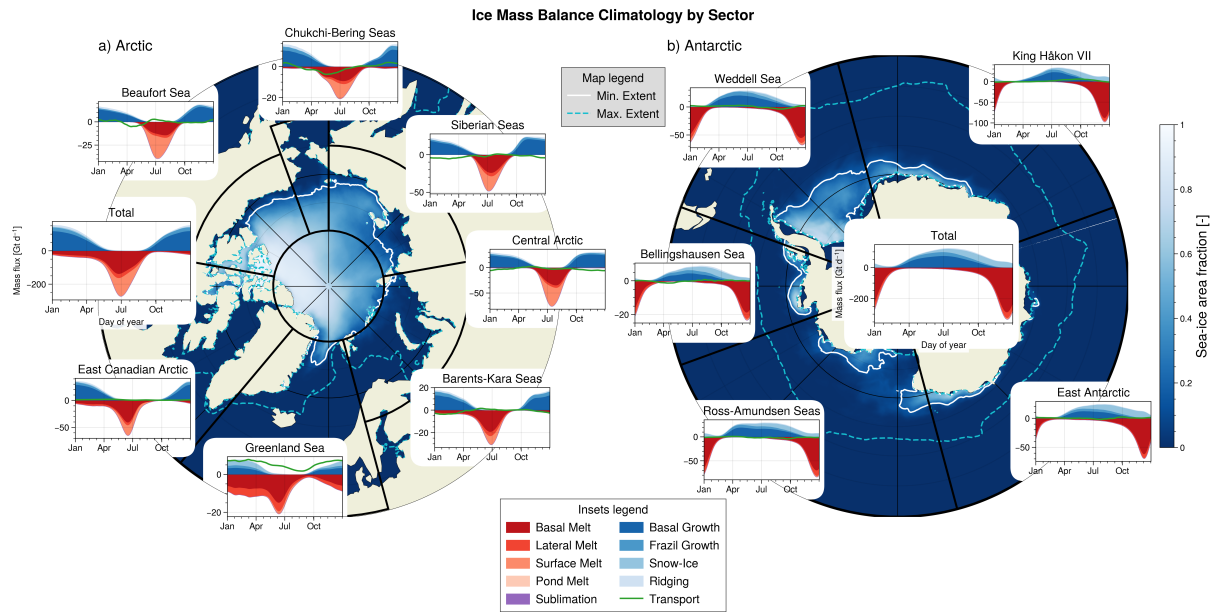 Ice Mass Balance Climatology by Sector
a) Arctic
b) Antarctic
Chukchi-Bering Seas
0
−20
Jan Apr Jul Oct
Beaufort Sea
0
−25
Jan Apr Jul Oct
Siberian Seas
0
−50
Jan Apr Jul Oct
Total
Mass flux [Gt d⁻¹]
0
−200
Jan Apr Jul Oct
Day of year
Central Arctic
0
−50
Jan Apr Jul Oct
East Canadian Arctic
0
−50
Jan Apr Jul Oct
Barents-Kara Seas
20
0
−20
Jan Apr Jul Oct
Greenland Sea
0
−20
Jan Apr Jul Oct
Map legend
Min. Extent
Max. Extent
Weddell Sea
0
−50
Jan Apr Jul Oct
King Håkon VII
0
−50
−100
Jan Apr Jul Oct
Bellingshausen Sea
0
−20
Jan Apr Jul Oct
Total
Mass flux [Gt d⁻¹]
0
−200
Jan Apr Jul Oct
Day of year
Ross-Amundsen Seas
0
−50
Jan Apr Jul Oct
East Antarctic
0
−50
Jan Apr Jul Oct
1
0.8
0.6
0.4
0.2
0
Sea-ice area fraction [-]
Insets legend
Basal Melt
Lateral Melt
Surface Melt
Pond Melt
Sublimation
Basal Growth
Frazil Growth
Snow-Ice
Ridging
Transport